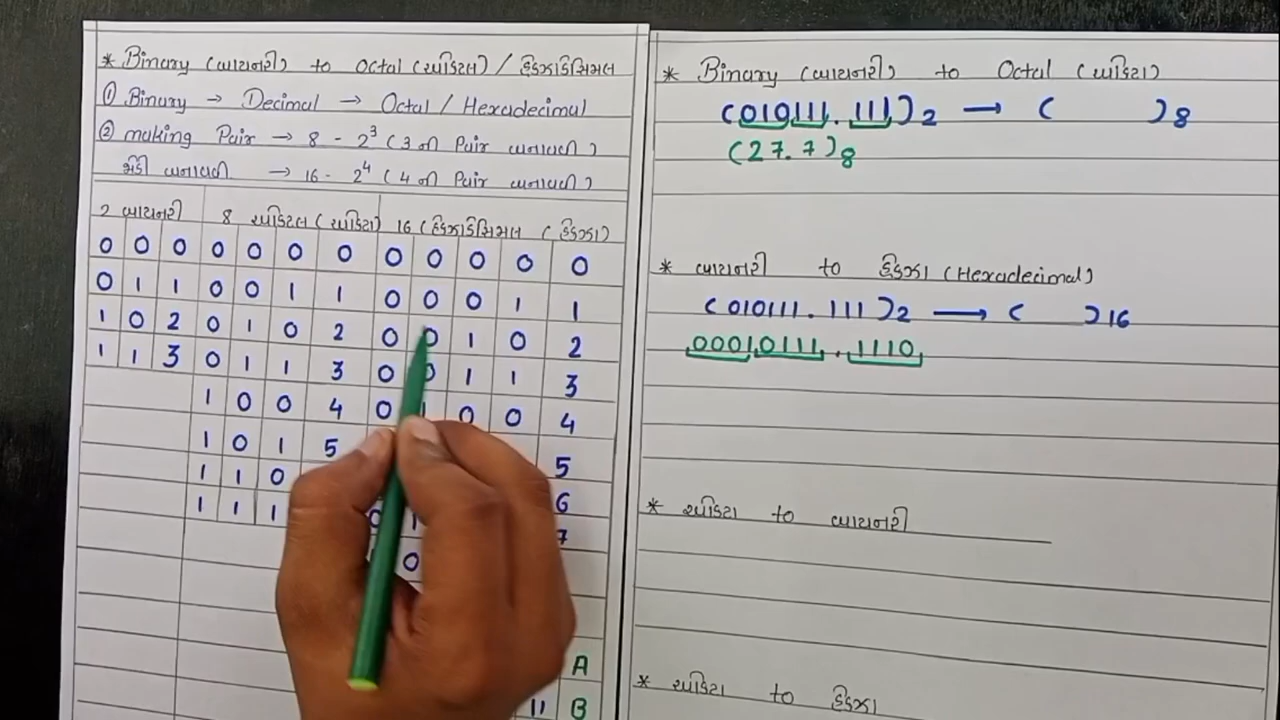 * Binary (બાયનરી) to Octal (ઓક્ટિલ) / હેક્ઝાડેસિમલ
① Binary → Decimal → Octal / Hexadecimal
② making Pair → 8 - 2³ (3 ની Pair બનાવવી)
બનાવવી → 16 - 2⁴ (4 ની Pair બનાવવી)
2 બાયનરી 8 16
0 0 0 0 0 0 0 0 0 0 0 0
0 1 1 0 0 1 1 0 0 0 1 1
1 0 2 0 1 0 2 0 0 1 0 2
1 1 3 0 1 1 3 0 0 1 1 3
1 0 0 4 0 1 0 0 4
1 0 1 5 5
1 1 0 6
1 1 1 0 1 7
0
A
11 B
* Binary (બાયનરી) to Octal (ઓક્ટા)
(010111.111)2 → ( )8
(27.7)8
* બાયનરી to હેક્ઝા (Hexadecimal)
(010111.111)2 → ( )16
0001 0111 . 1110
* ઓક્ટા to બાયનરી
* ઓક્ટા to હેક્ઝા